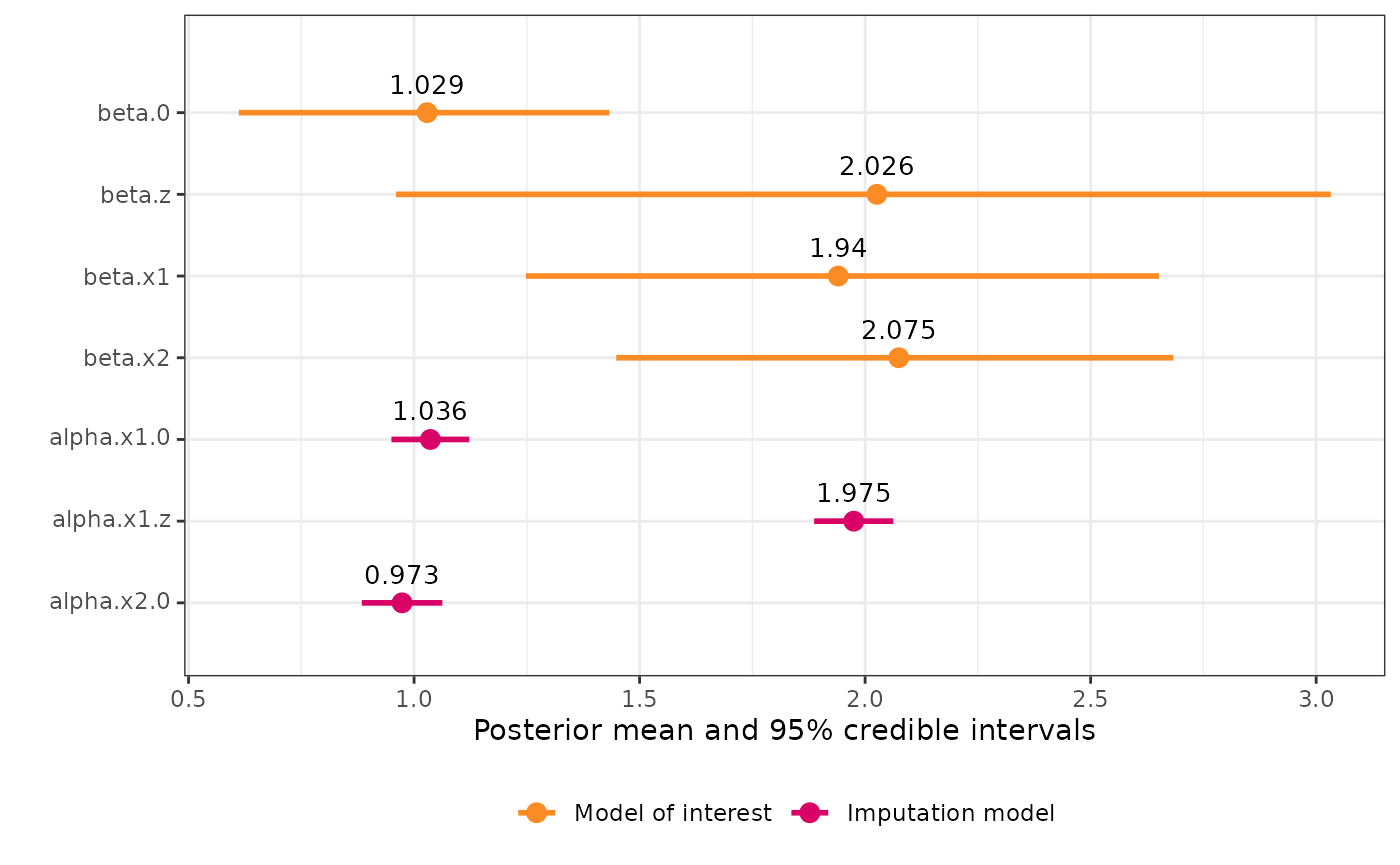 1.029
beta.0
2.026
beta.z
1.94
beta.x1
2.075
beta.x2
1.036
alpha.x1.0
1.975
alpha.x1.z
0.973
alpha.x2.0
0.5 1.0 1.5 2.0 2.5 3.0
Posterior mean and 95% credible intervals
Model of interest Imputation model